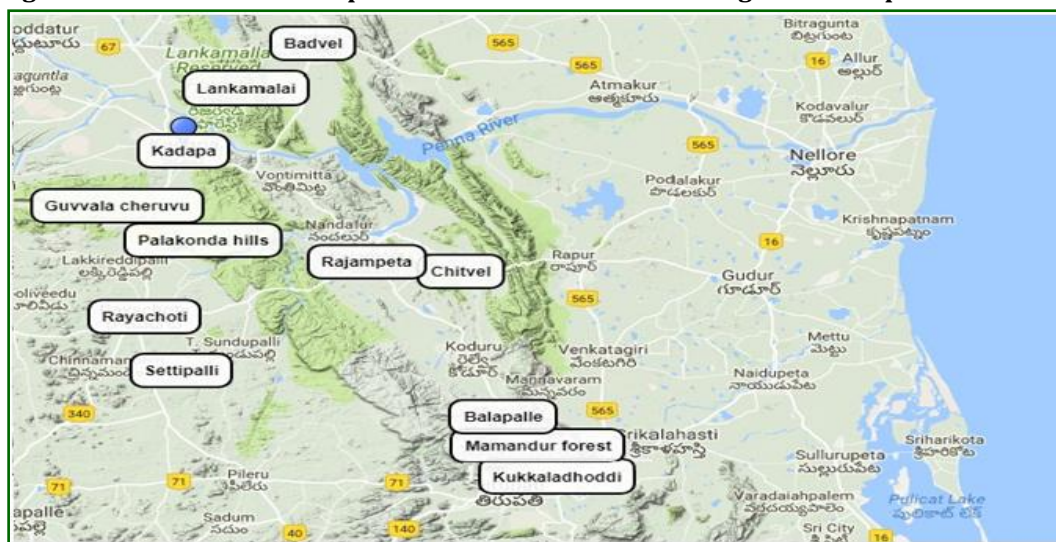 Bitragunta
బిట్రగుంట
67
Badvel
565
16
Allur
అల్లుర్
565
Lankamalai
Atmakur
ఆత్మకూరు
Kodavalur
కొడవలుర్
Penna River
565
Kadapa
Nellore
నెల్లూరు
Vontimitta
వొంతిమిట్ట
Podalakur
పొడలకుర్
Guvvala cheruvu
Krishnapatnam
కృష్ణపట్నం
Nandalur
నందలుర్
Palakonda hills
16
Rajampeta
Chitvel
Rapur
రాపూర్
Lakkireddipalli
లక్కిరెడ్డిపల్లి
Gudur
గూడూర్
565
Rayachoti
Mettu
మెట్టు
T. Sundupalli
Koduru
రైల్వే
కోడూర్
Venkatagiri
వెంకటగిరి
Settipalli
Mannavaram
మన్నవరం
Naidupeta
నాయుడుపేట
340
Balapalle
565
Mamandur forest
Srikalahasti
శ్రీకాళహస్తి
Sriharikota
శ్రీహరికోట
Sullurupeta
సుల్లురుపేట
Pileru
పీలేరు
Kukkaladhoddi
తిరుపతి
71
71
71
Varadaiahpalem
వరదయ్యపాలెం
Pulicat Lake
పులికాట్ లేక్
Sadum
సదుం
40
140
Sri City
16